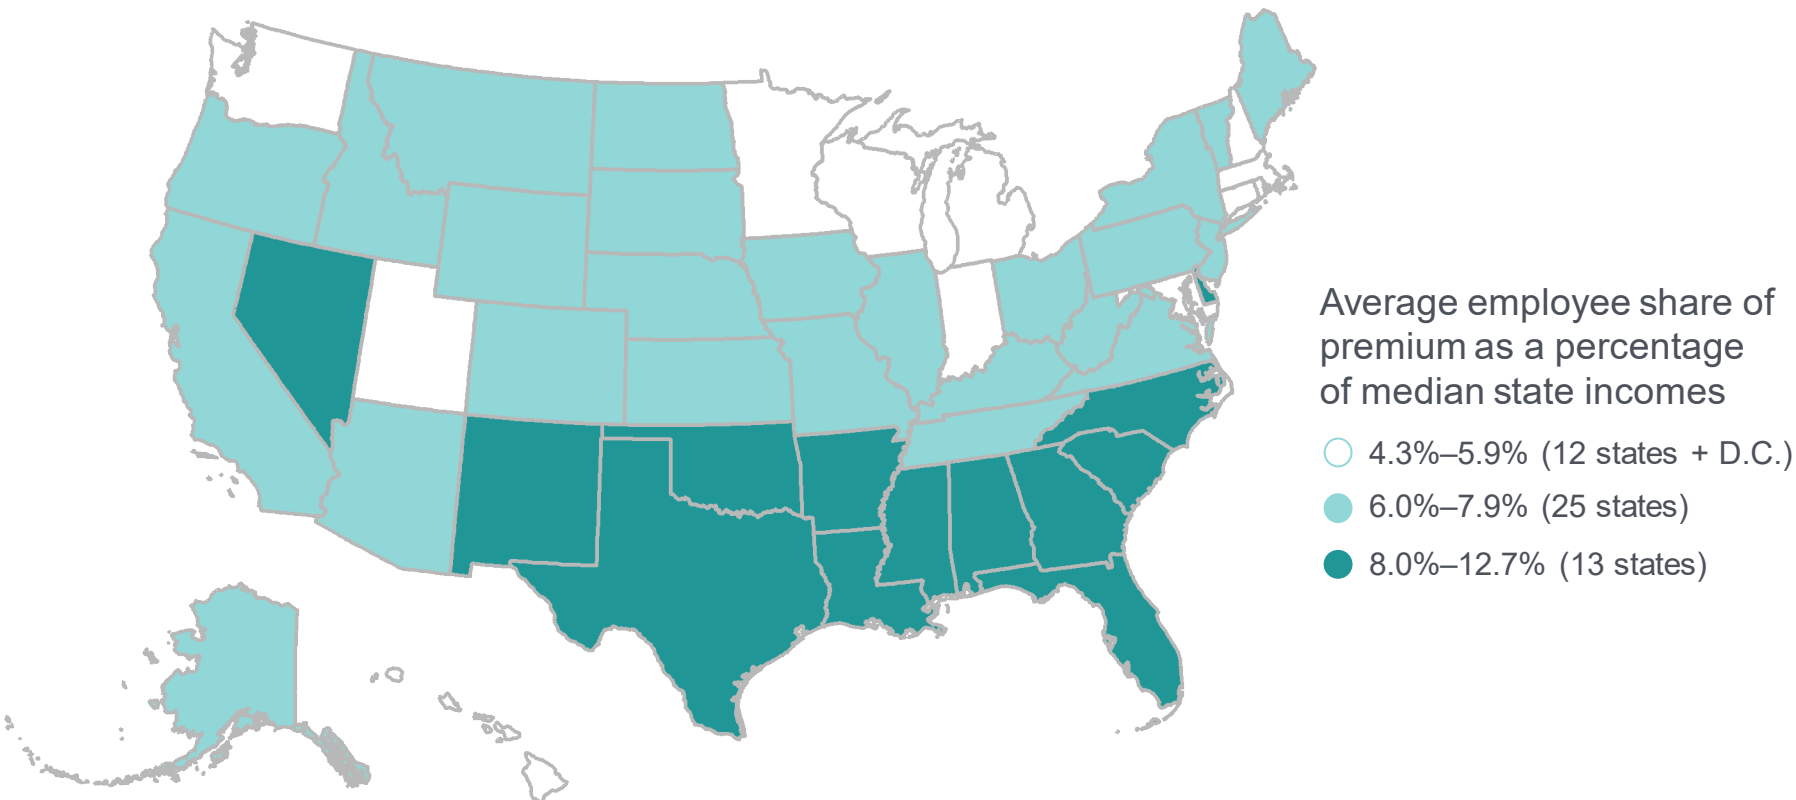 Average employee share of
premium as a percentage
of median state incomes
4.3%–5.9% (12 states + D.C.)
6.0%–7.9% (25 states)
8.0%–12.7% (13 states)